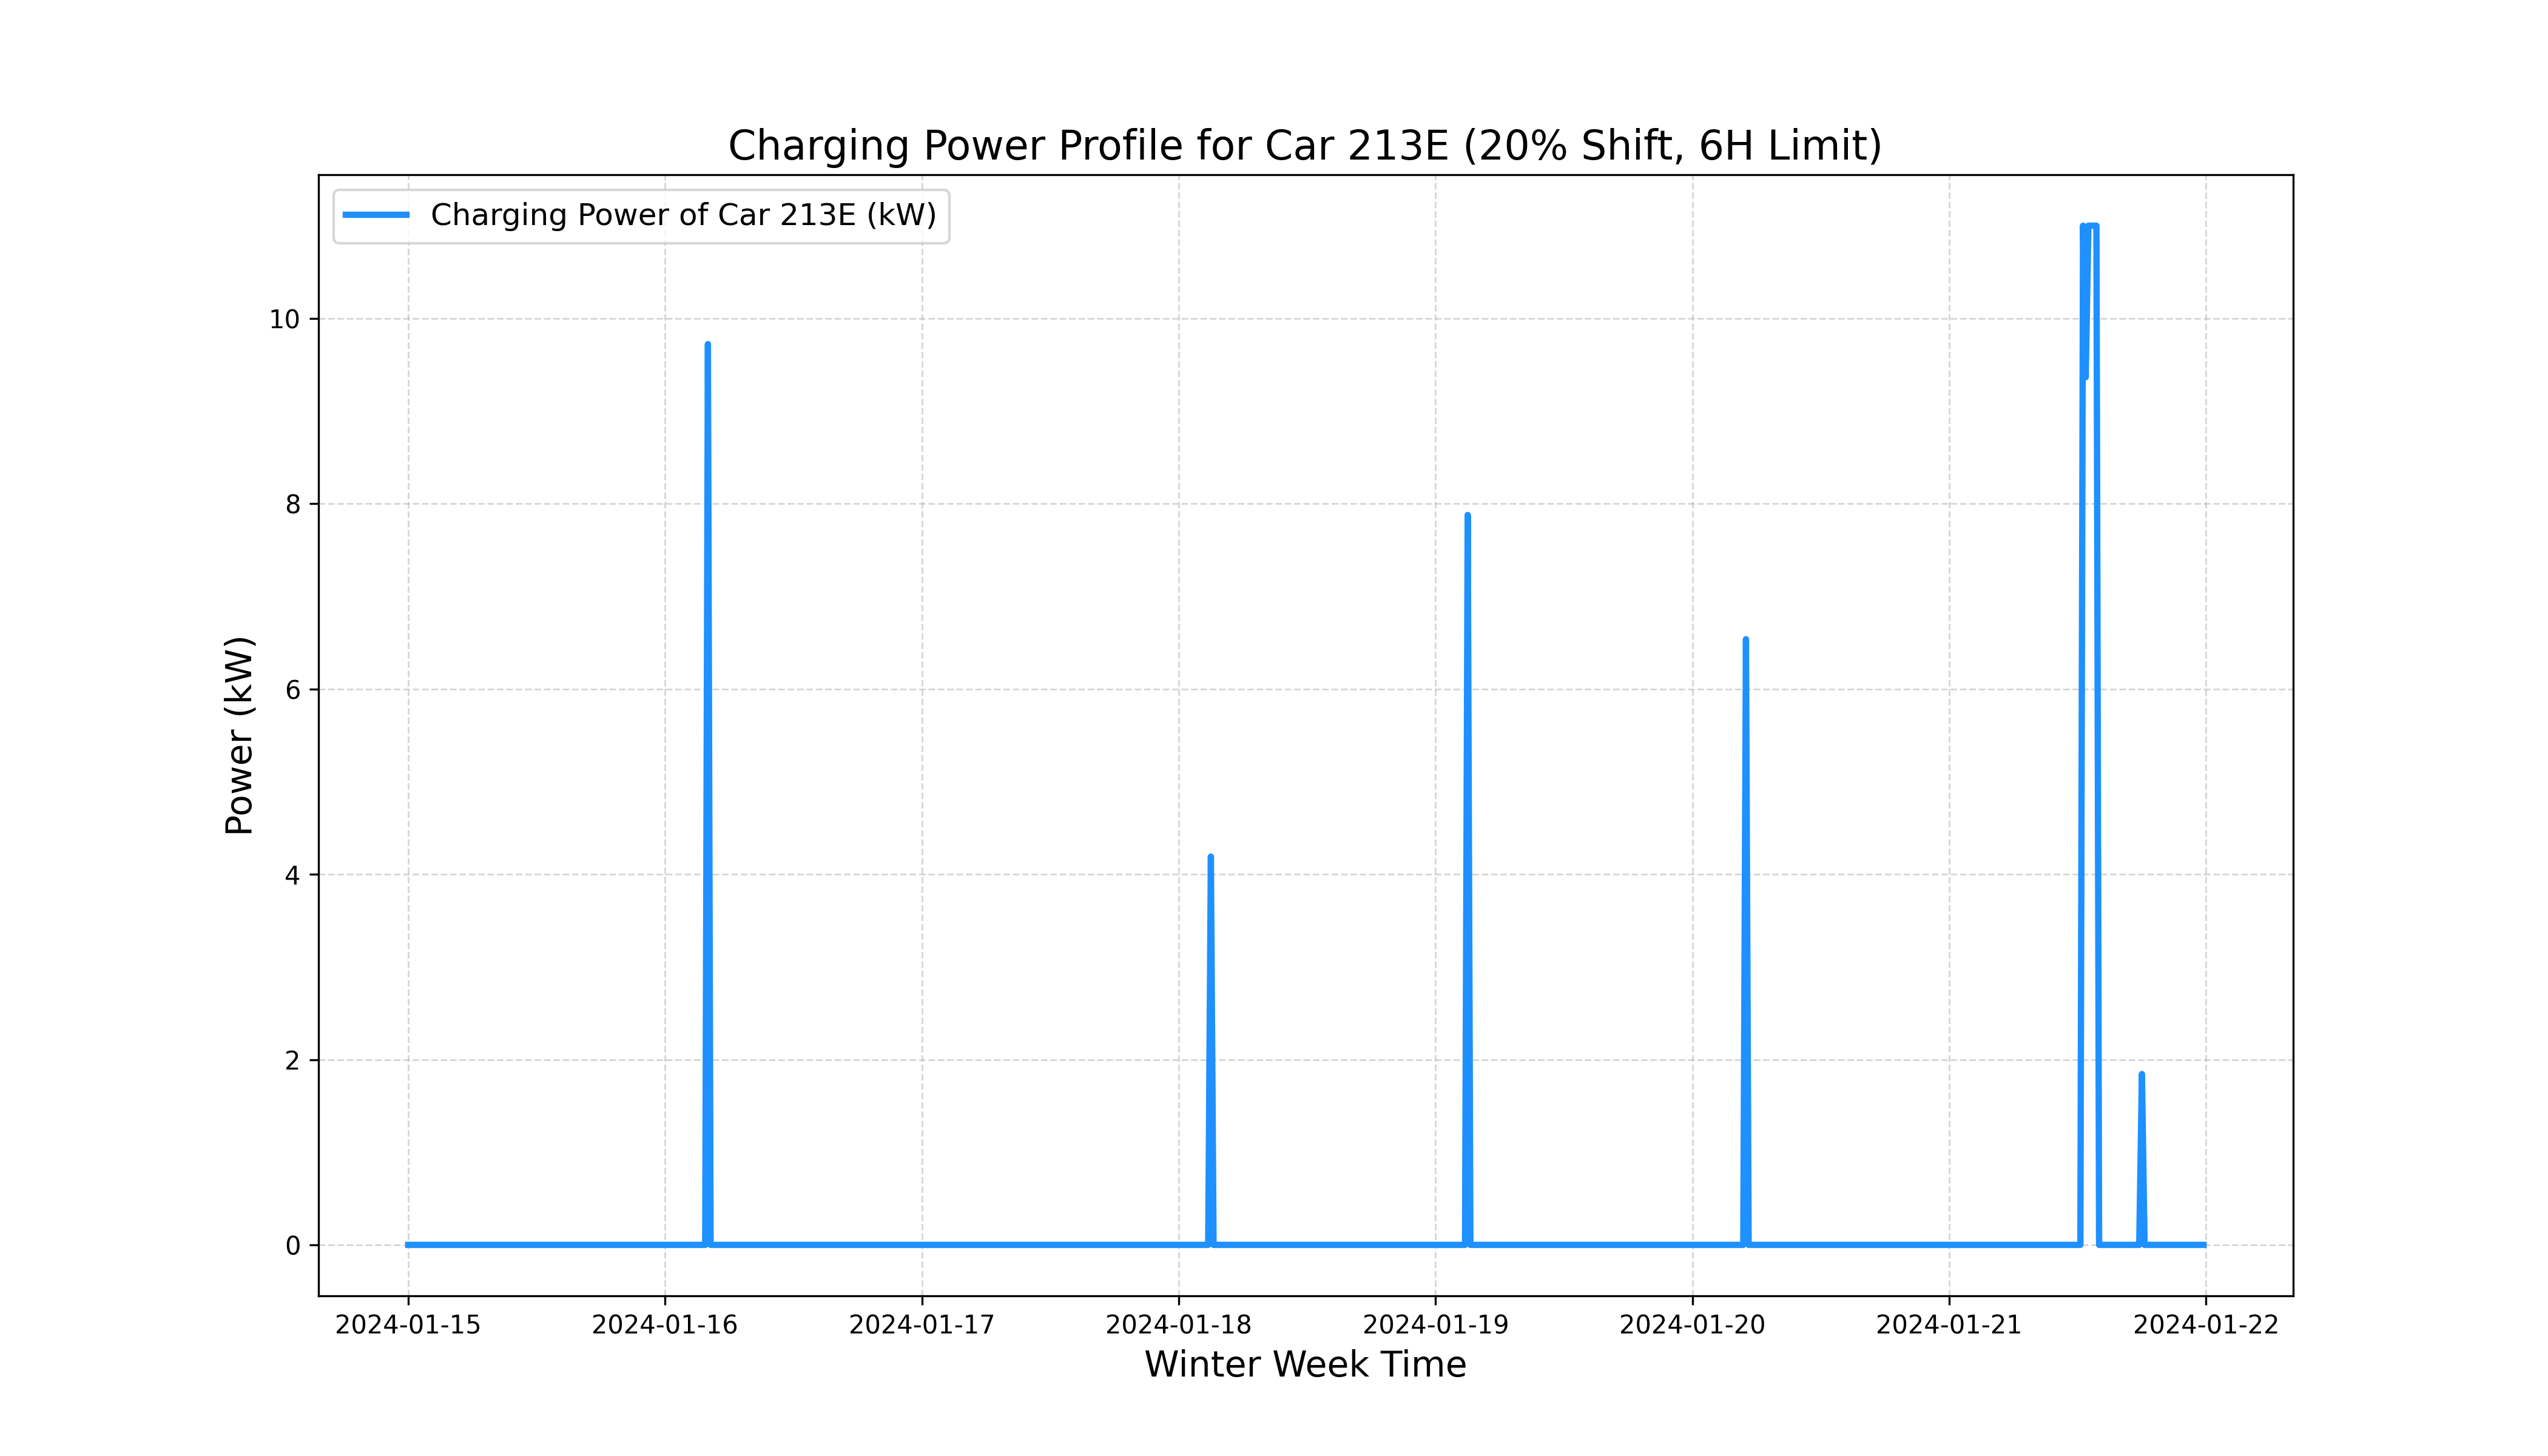 Charging Power Profile for Car 213E (20% Shift, 6H Limit)
Charging Power of Car 213E (kW)
Power (kW)
10
8
6
4
2
0
2024-01-15 2024-01-16 2024-01-17 2024-01-18 2024-01-19 2024-01-20 2024-01-21 2024-01-22
Winter Week Time